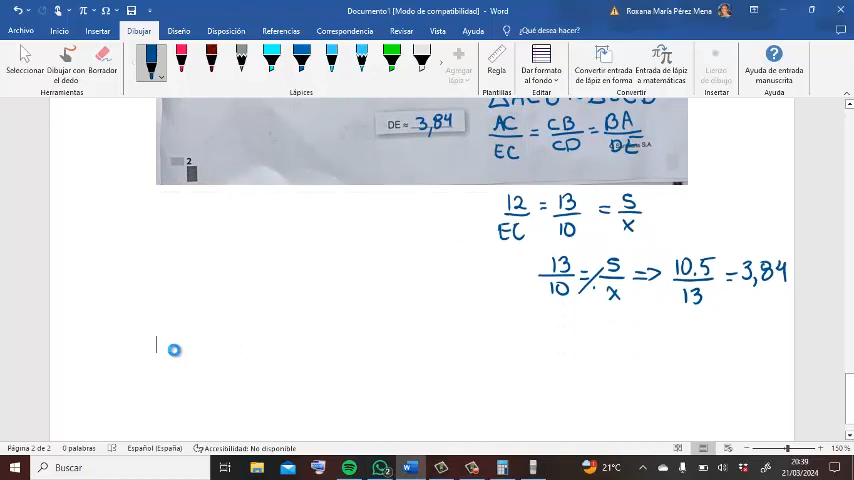 Documento1 [Modo de compatibilidad] - Word
Roxana María Pérez Mena
Archivo Inicio Insertar Dibujar Diseño Disposición Referencias Correspondencia Revisar Vista Ayuda ¿Qué desea hacer?
Seleccionar Dibujar con el dedo Borrador
Agregar lápiz
Regla
Dar formato al fondo
Convertir entrada de lápiz en forma
Entrada de lápiz a matemáticas
Lienzo de dibujo
Ayuda de entrada manuscrita
Herramientas Lápices Plantillas Editar Convertir Insertar Ayuda
DE ≈ 3,84
AC/EC = CB/CD = BA/DE
S.A
2
12/EC = 13/10 = 5/x
13/10 = 5/x => 10.5/13 = 3,84
Página 2 de 2 0 palabras Español (España) Accesibilidad: No disponible 150 %
Buscar
2
21°C
20:39
21/03/2024